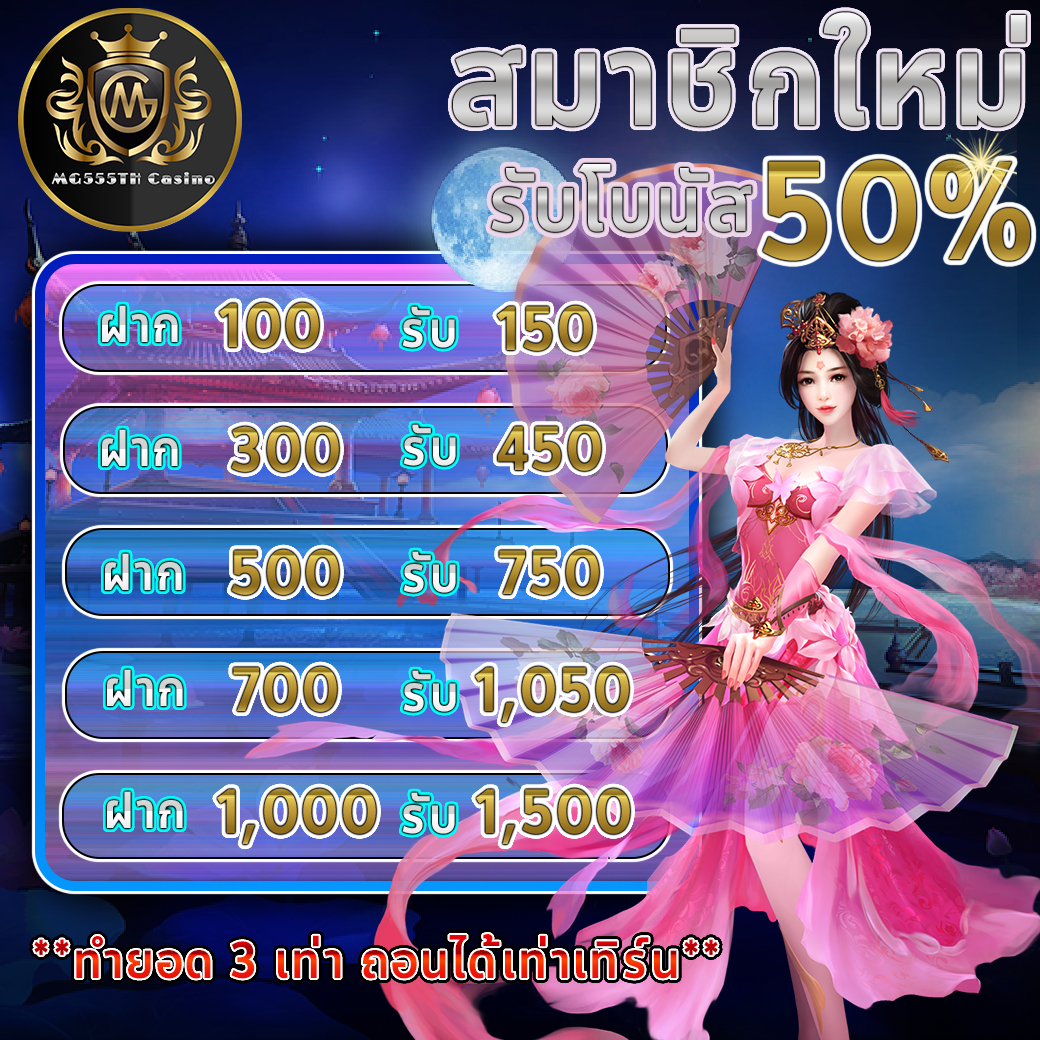 MG
MG555TH Casino
สมาชิกใหม่
รับโบนัส 50%
ฝาก 100 รับ 150
ฝาก 300 รับ 450
ฝาก 500 รับ 750
ฝาก 700 รับ 1,050
ฝาก 1,000 รับ 1,500
**ทำยอด 3 เท่า ถอนได้เท่าเทิร์น**